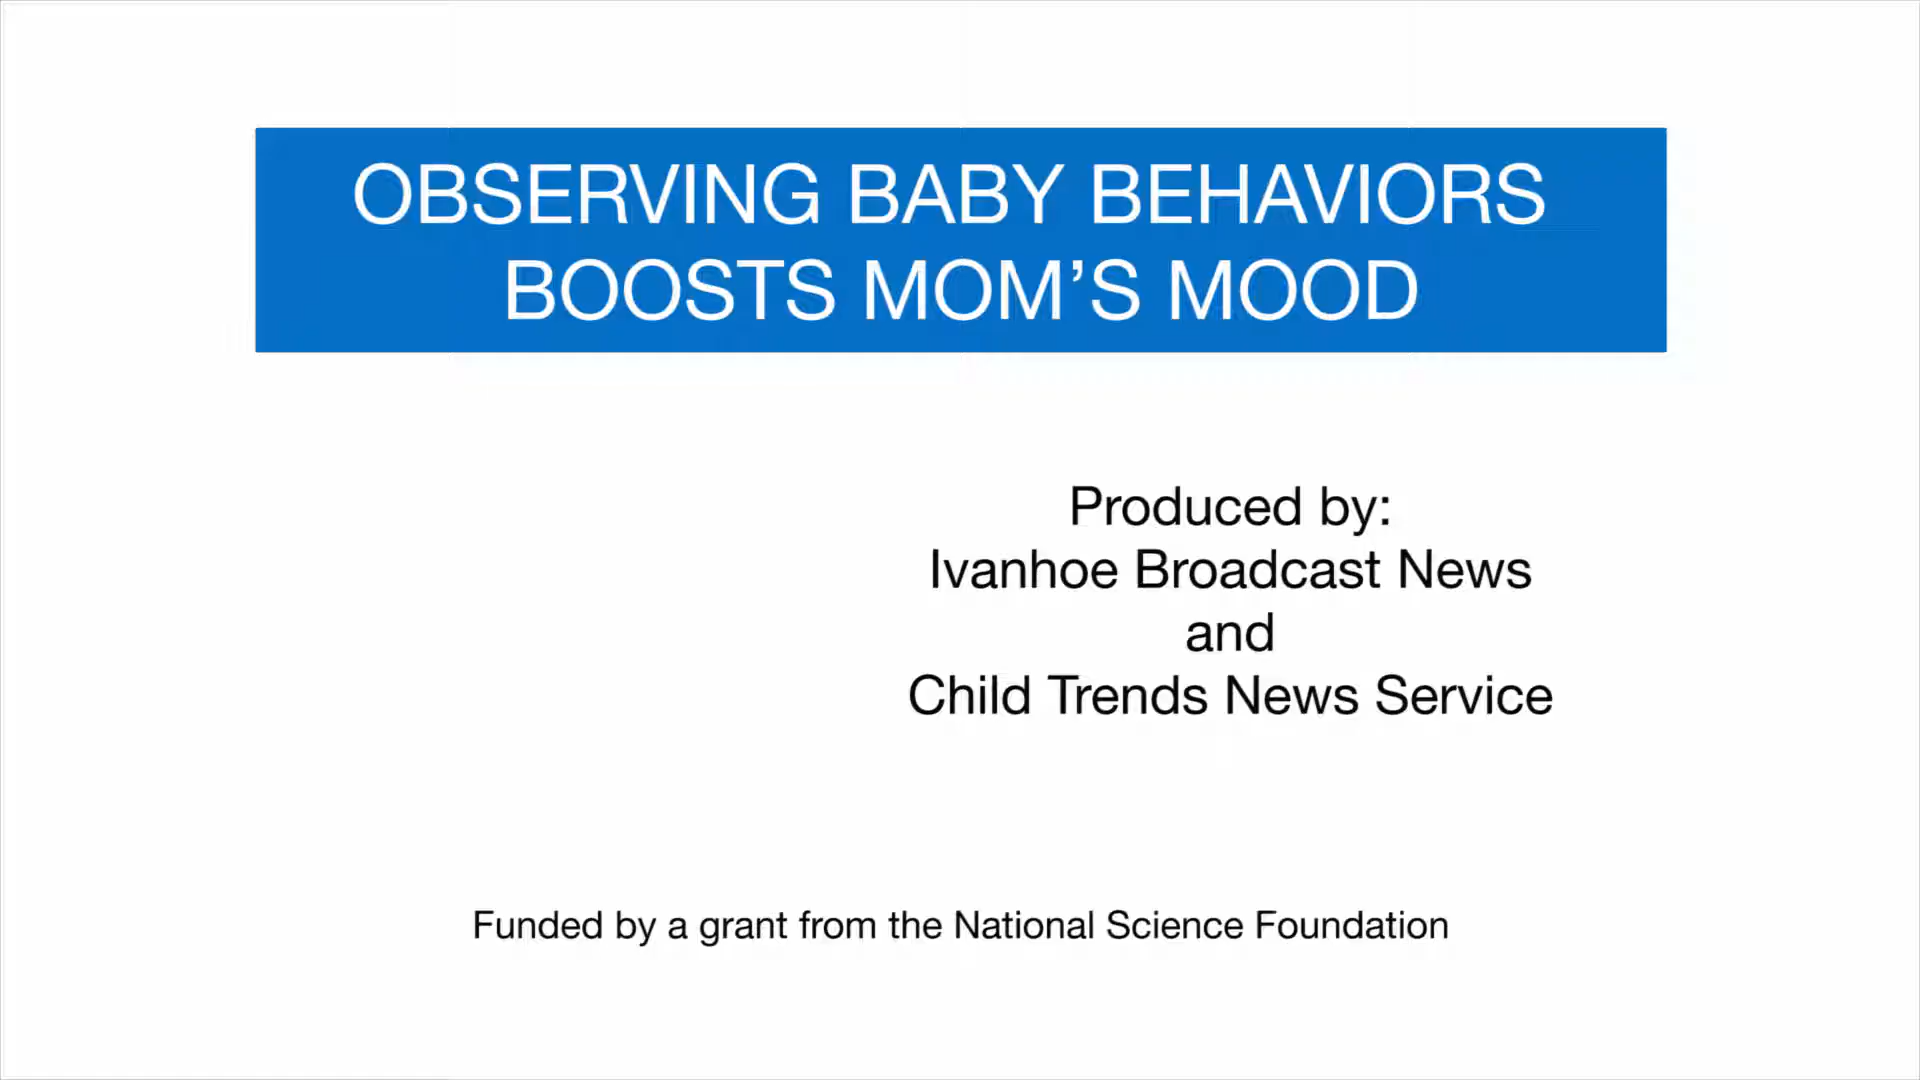 OBSERVING BABY BEHAVIORS
BOOSTS MOM’S MOOD
Produced by:
Ivanhoe Broadcast News
and
Child Trends News Service
Funded by a grant from the National Science Foundation